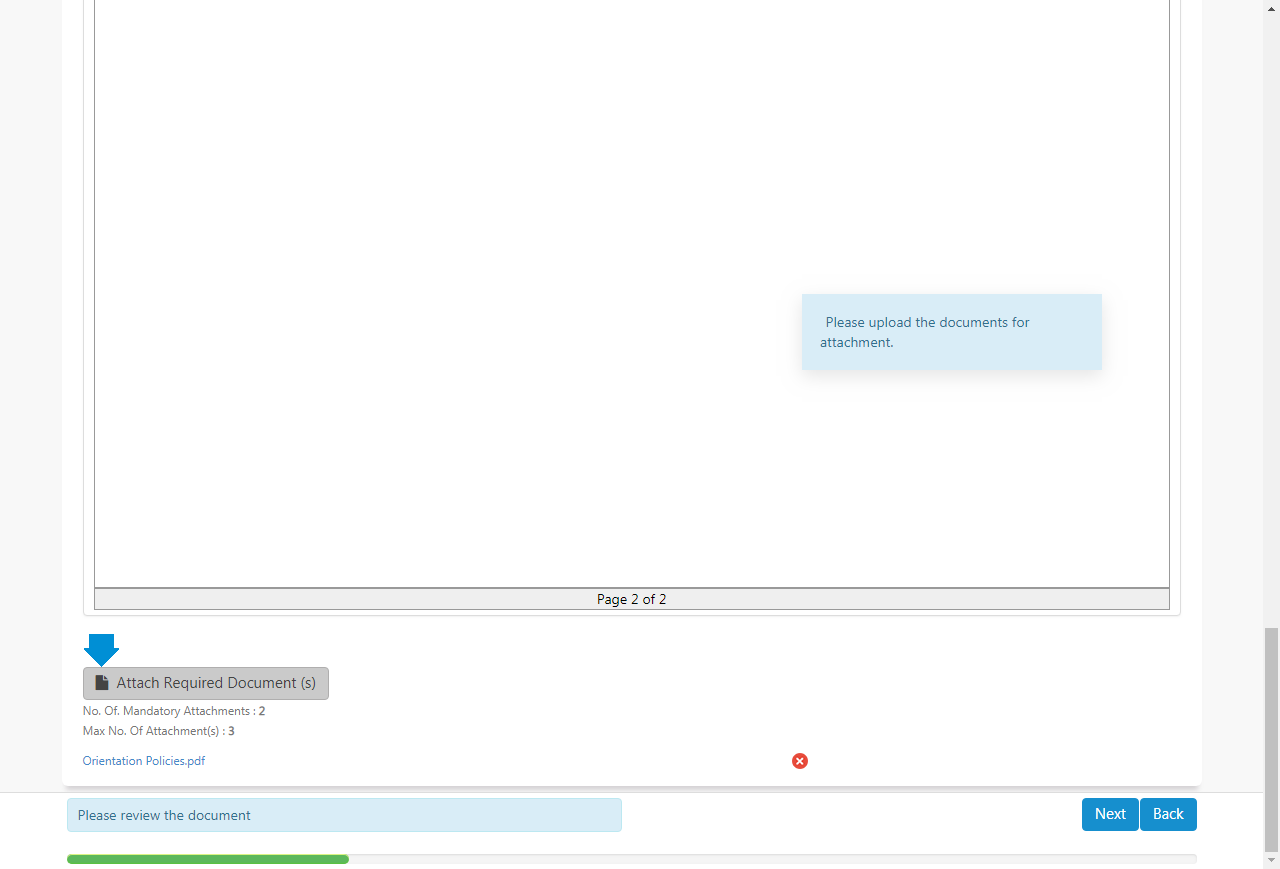 Please upload the documents for
attachment.
Page 2 of 2
Attach Required Document (s)
No. Of. Mandatory Attachments : 2
Max No. Of Attachment(s) : 3
Orientation Policies.pdf
Please review the document
Next
Back